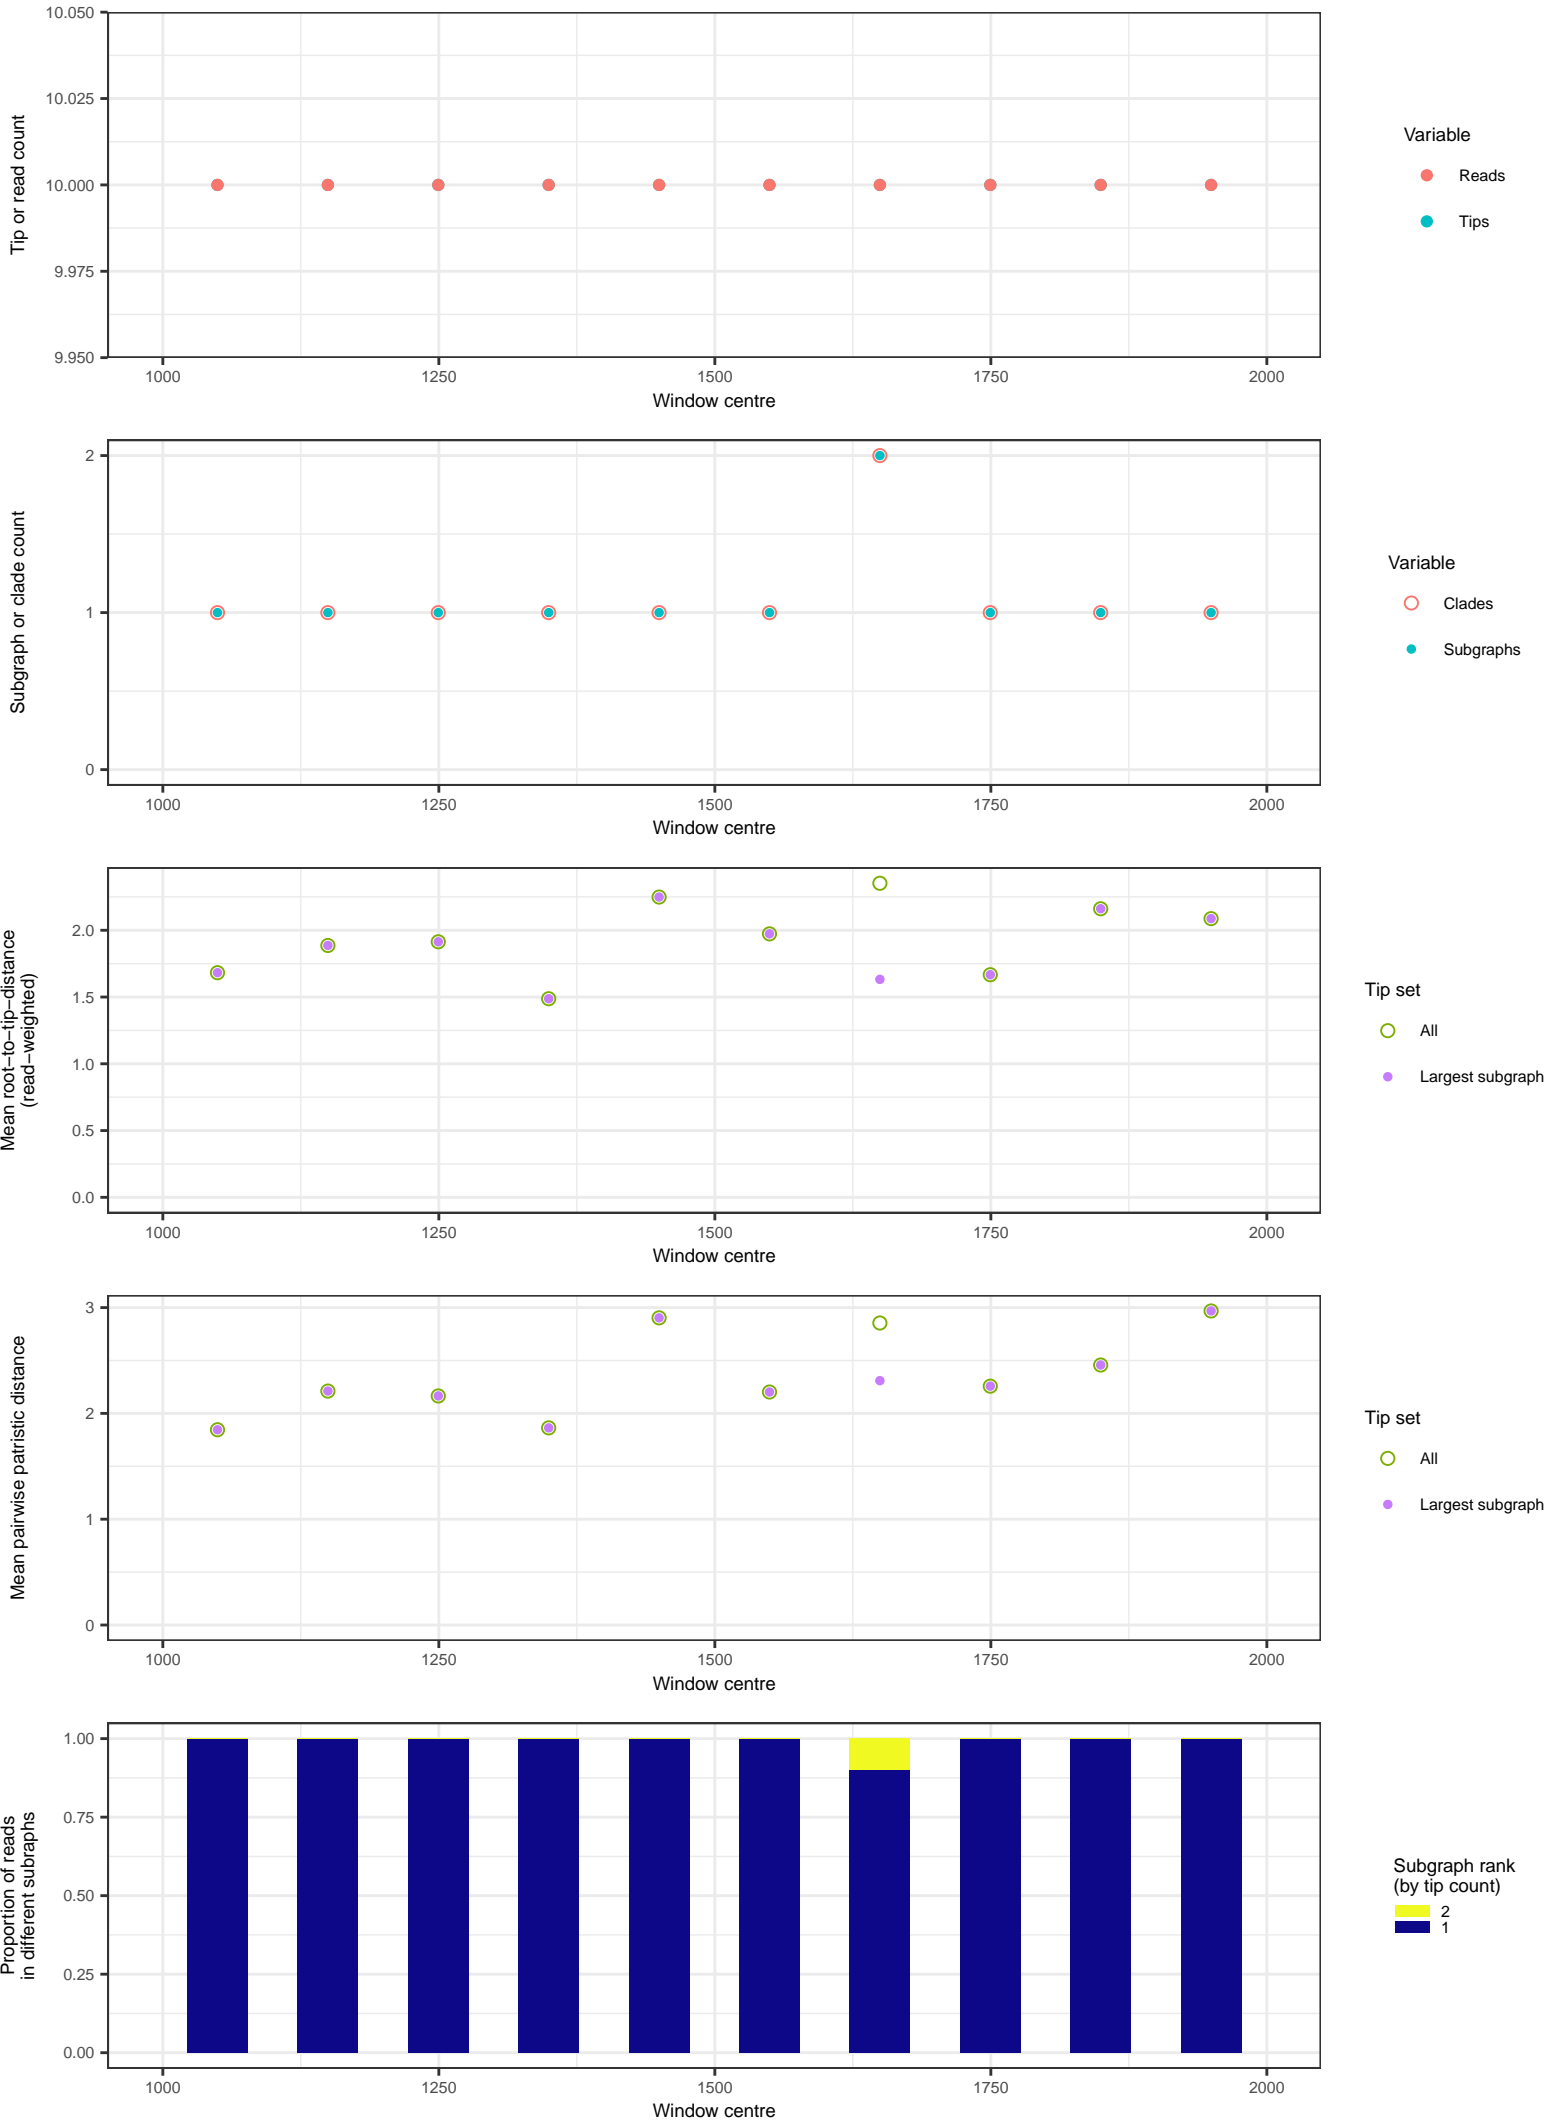 10.050
10.025
10.000
9.975
9.950
Tip or read count
1000 1250 1500 1750 2000
Window centre
Variable
Reads
Tips
2
1
0
Subgraph or clade count
1000 1250 1500 1750 2000
Window centre
Variable
Clades
Subgraphs
2.0
1.5
1.0
0.5
0.0
Mean root−to−tip−distance
(read−weighted)
1000 1250 1500 1750 2000
Window centre
Tip set
All
Largest subgraph
3
2
1
0
Mean pairwise patristic distance
1000 1250 1500 1750 2000
Window centre
Tip set
All
Largest subgraph
1.00
0.75
0.50
0.25
0.00
Proportion of reads
in different subraphs
1000 1250 1500 1750 2000
Window centre
Subgraph rank
(by tip count)
2
1